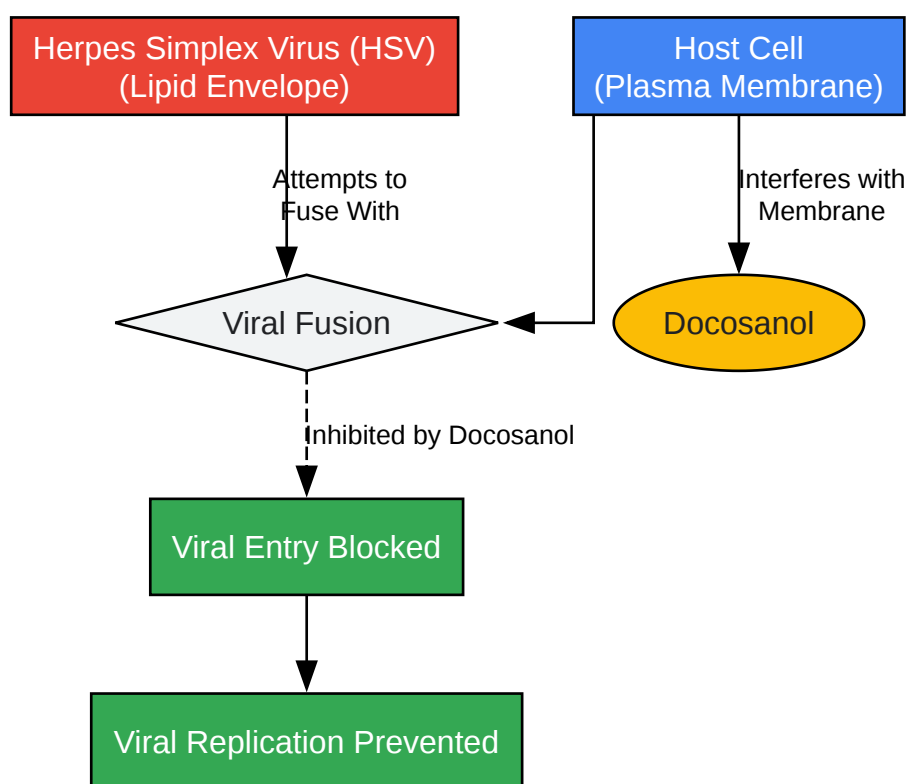 Herpes Simplex Virus (HSV)
(Lipid Envelope)
Host Cell
(Plasma Membrane)
Attempts to
Fuse With
Interferes with
Membrane
Viral Fusion
Docosanol
Inhibited by Docosanol
Viral Entry Blocked
Viral Replication Prevented